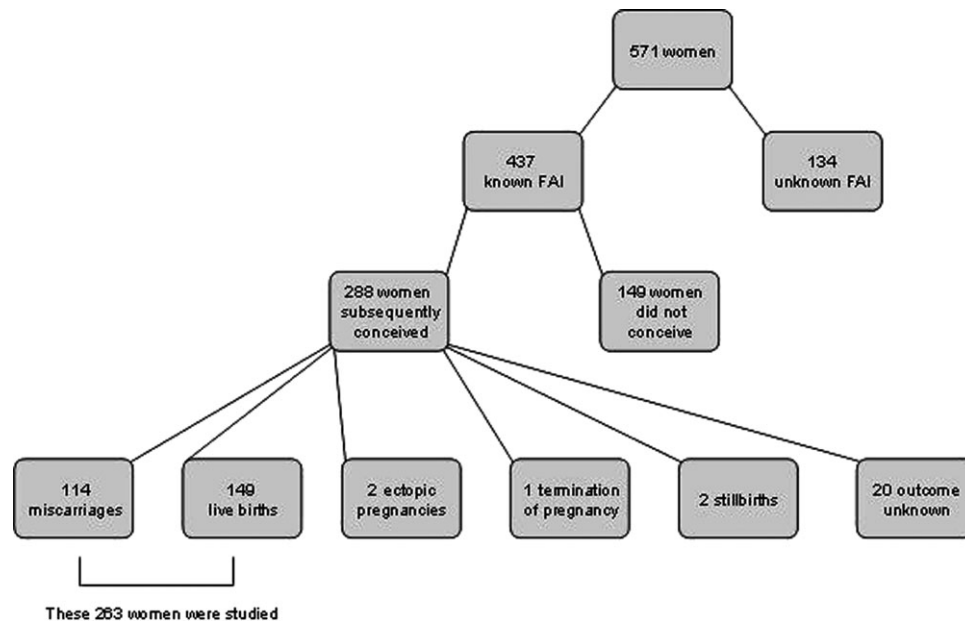 571 women
437
known FAI
134
unknown FAI
288 women
subsequently
conceived
149 women
did not
conceive
114
miscarriages
149
live births
2 ectopic
pregnancies
1 termination
of pregnancy
2 stillbirths
20 outcome
unknown
These 263 women were studied